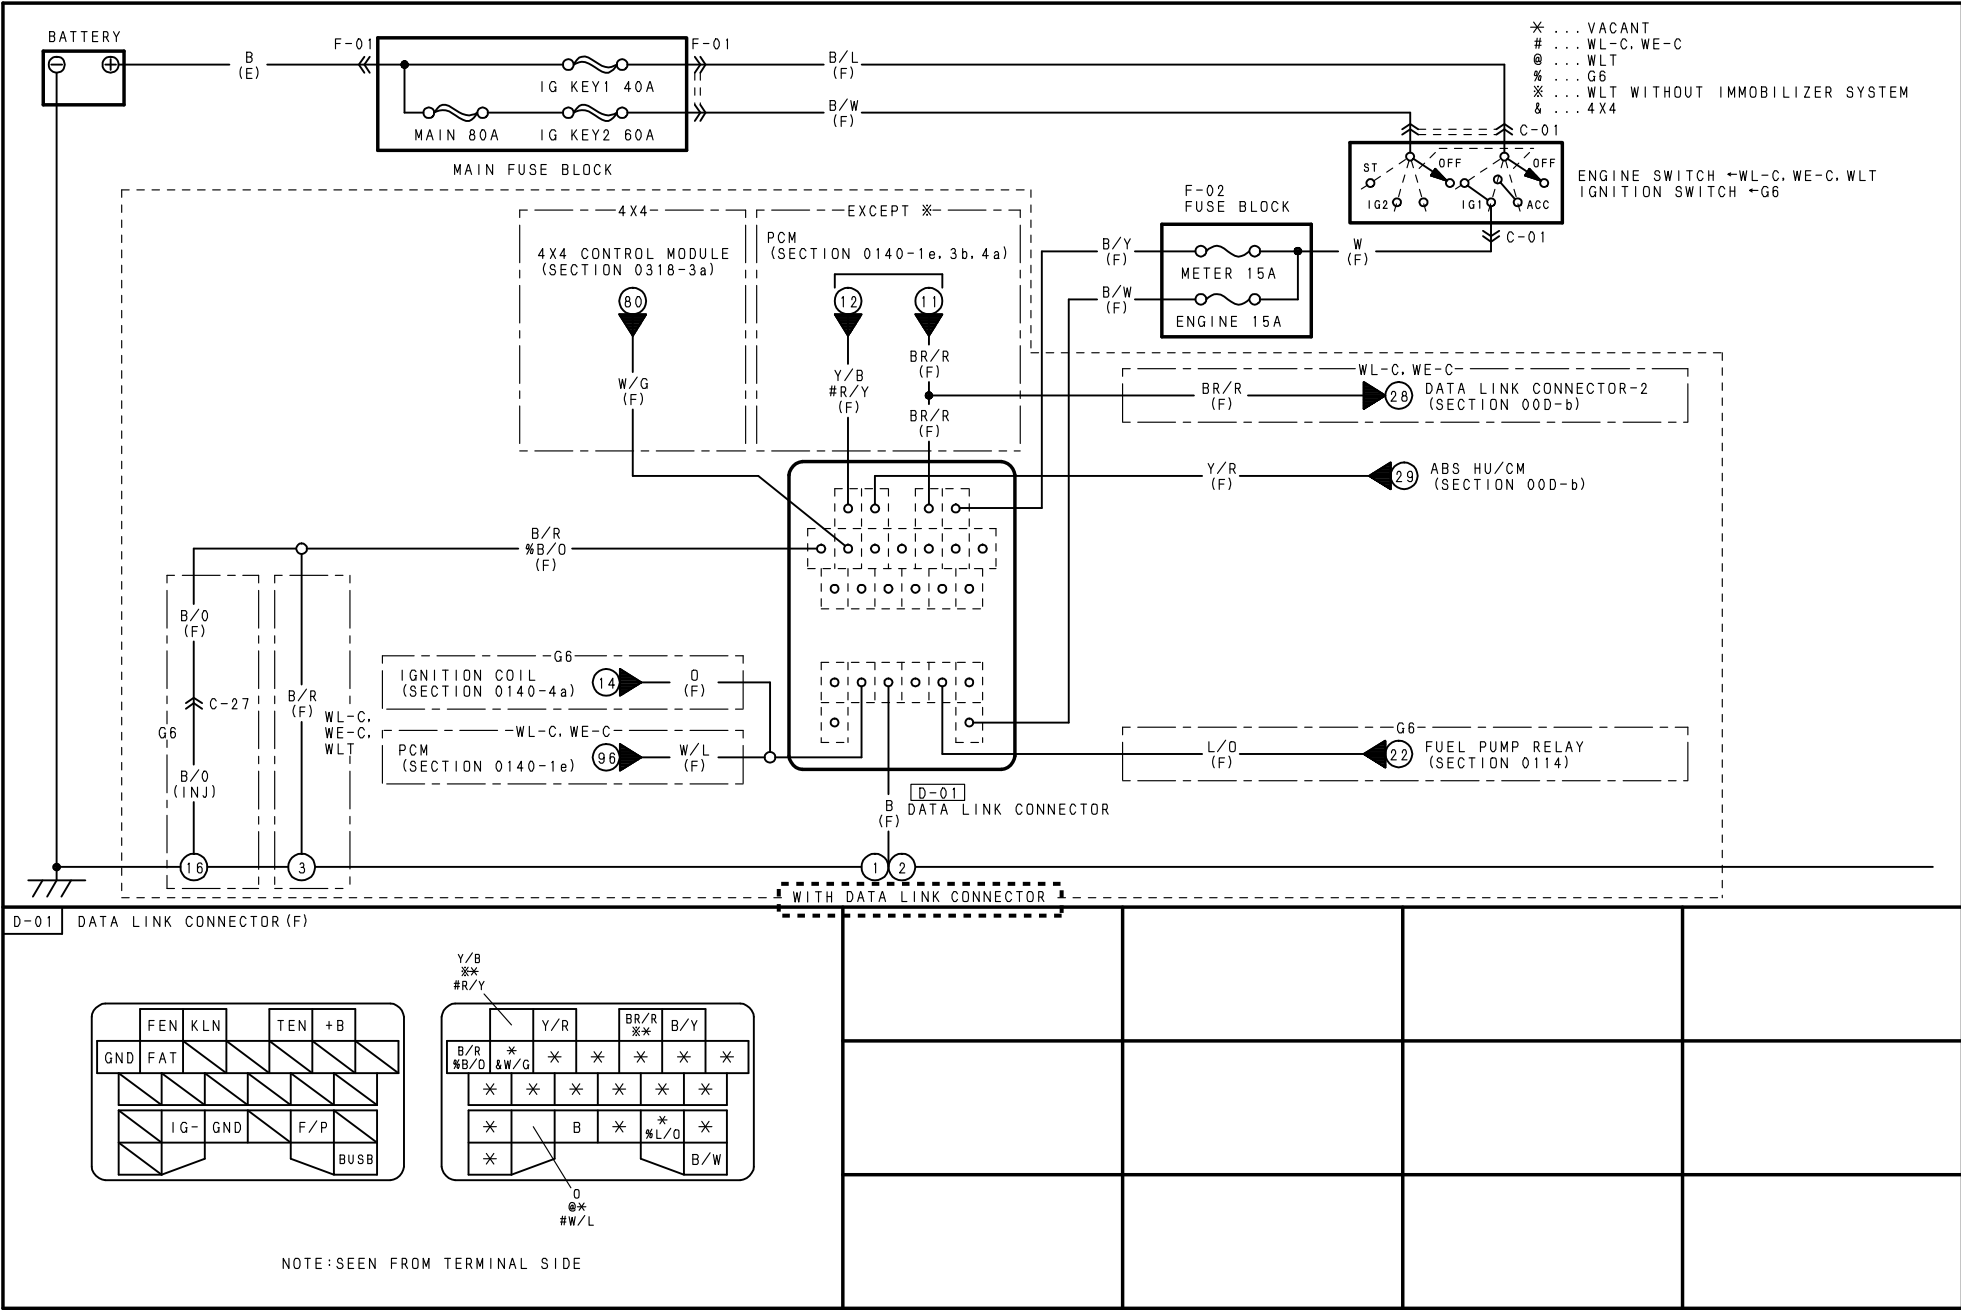 BATTERY
B
(E)
F-01
F-01
IG KEY1 40A
MAIN 80A
IG KEY2 60A
MAIN FUSE BLOCK
B/L
(F)
B/W
(F)
✳ ... VACANT
# ... WL-C, WE-C
@ ... WLT
% ... G6
※ ... WLT WITHOUT IMMOBILIZER SYSTEM
& ... 4X4
C-01
ST
OFF
OFF
IG2
IG1
ACC
ENGINE SWITCH ←WL-C, WE-C, WLT
IGNITION SWITCH ←G6
C-01
F-02
FUSE BLOCK
B/Y
(F)
METER 15A
W
(F)
B/W
(F)
ENGINE 15A
4X4
4X4 CONTROL MODULE
(SECTION 0318-3a)
80
W/G
(F)
EXCEPT ※
PCM
(SECTION 0140-1e, 3b, 4a)
12
11
Y/B
#R/Y
(F)
BR/R
(F)
BR/R
(F)
WL-C, WE-C
BR/R
(F)
28
DATA LINK CONNECTOR-2
(SECTION 00D-b)
Y/R
(F)
29
ABS HU/CM
(SECTION 00D-b)
B/R
%B/O
(F)
B/O
(F)
C-27
G6
B/O
(INJ)
B/R
(F)
WL-C,
WE-C,
WLT
G6
IGNITION COIL
(SECTION 0140-4a)
14
O
(F)
WL-C, WE-C
PCM
(SECTION 0140-1e)
96
W/L
(F)
G6
L/O
(F)
22
FUEL PUMP RELAY
(SECTION 0114)
B
(F)
D-01
DATA LINK CONNECTOR
16
3
1
2
WITH DATA LINK CONNECTOR
D-01
DATA LINK CONNECTOR(F)
FEN KLN TEN +B
GND FAT
IG- GND F/P
BUSB
Y/B
※✳
#R/Y
Y/R
BR/R
※✳
B/Y
B/R
%B/O
✳
&W/G
✳ ✳ ✳ ✳ ✳
✳ ✳ ✳ ✳ ✳ ✳
✳ B ✳
✳
%L/O
✳
✳ B/W
O
@✳
#W/L
NOTE:SEEN FROM TERMINAL SIDE